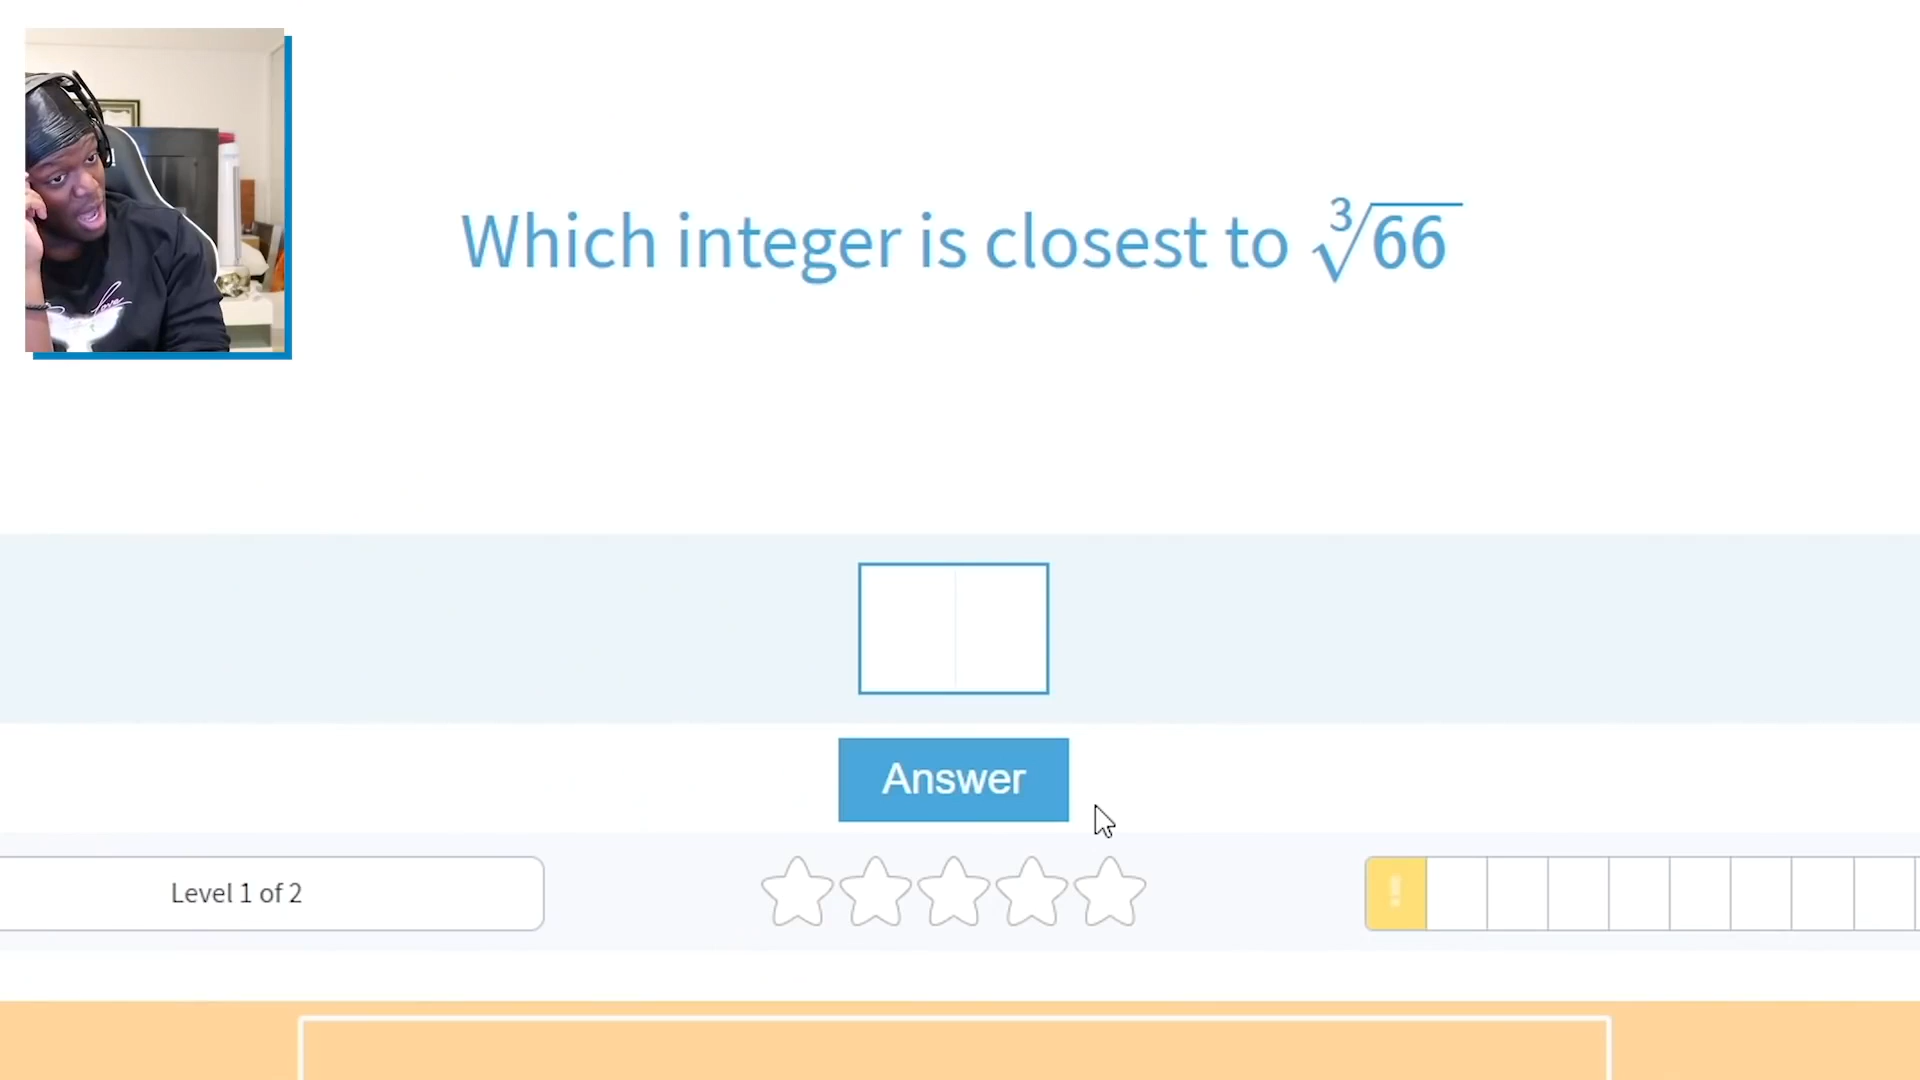 Which integer is closest to ∛66
Answer
Level 1 of 2
!